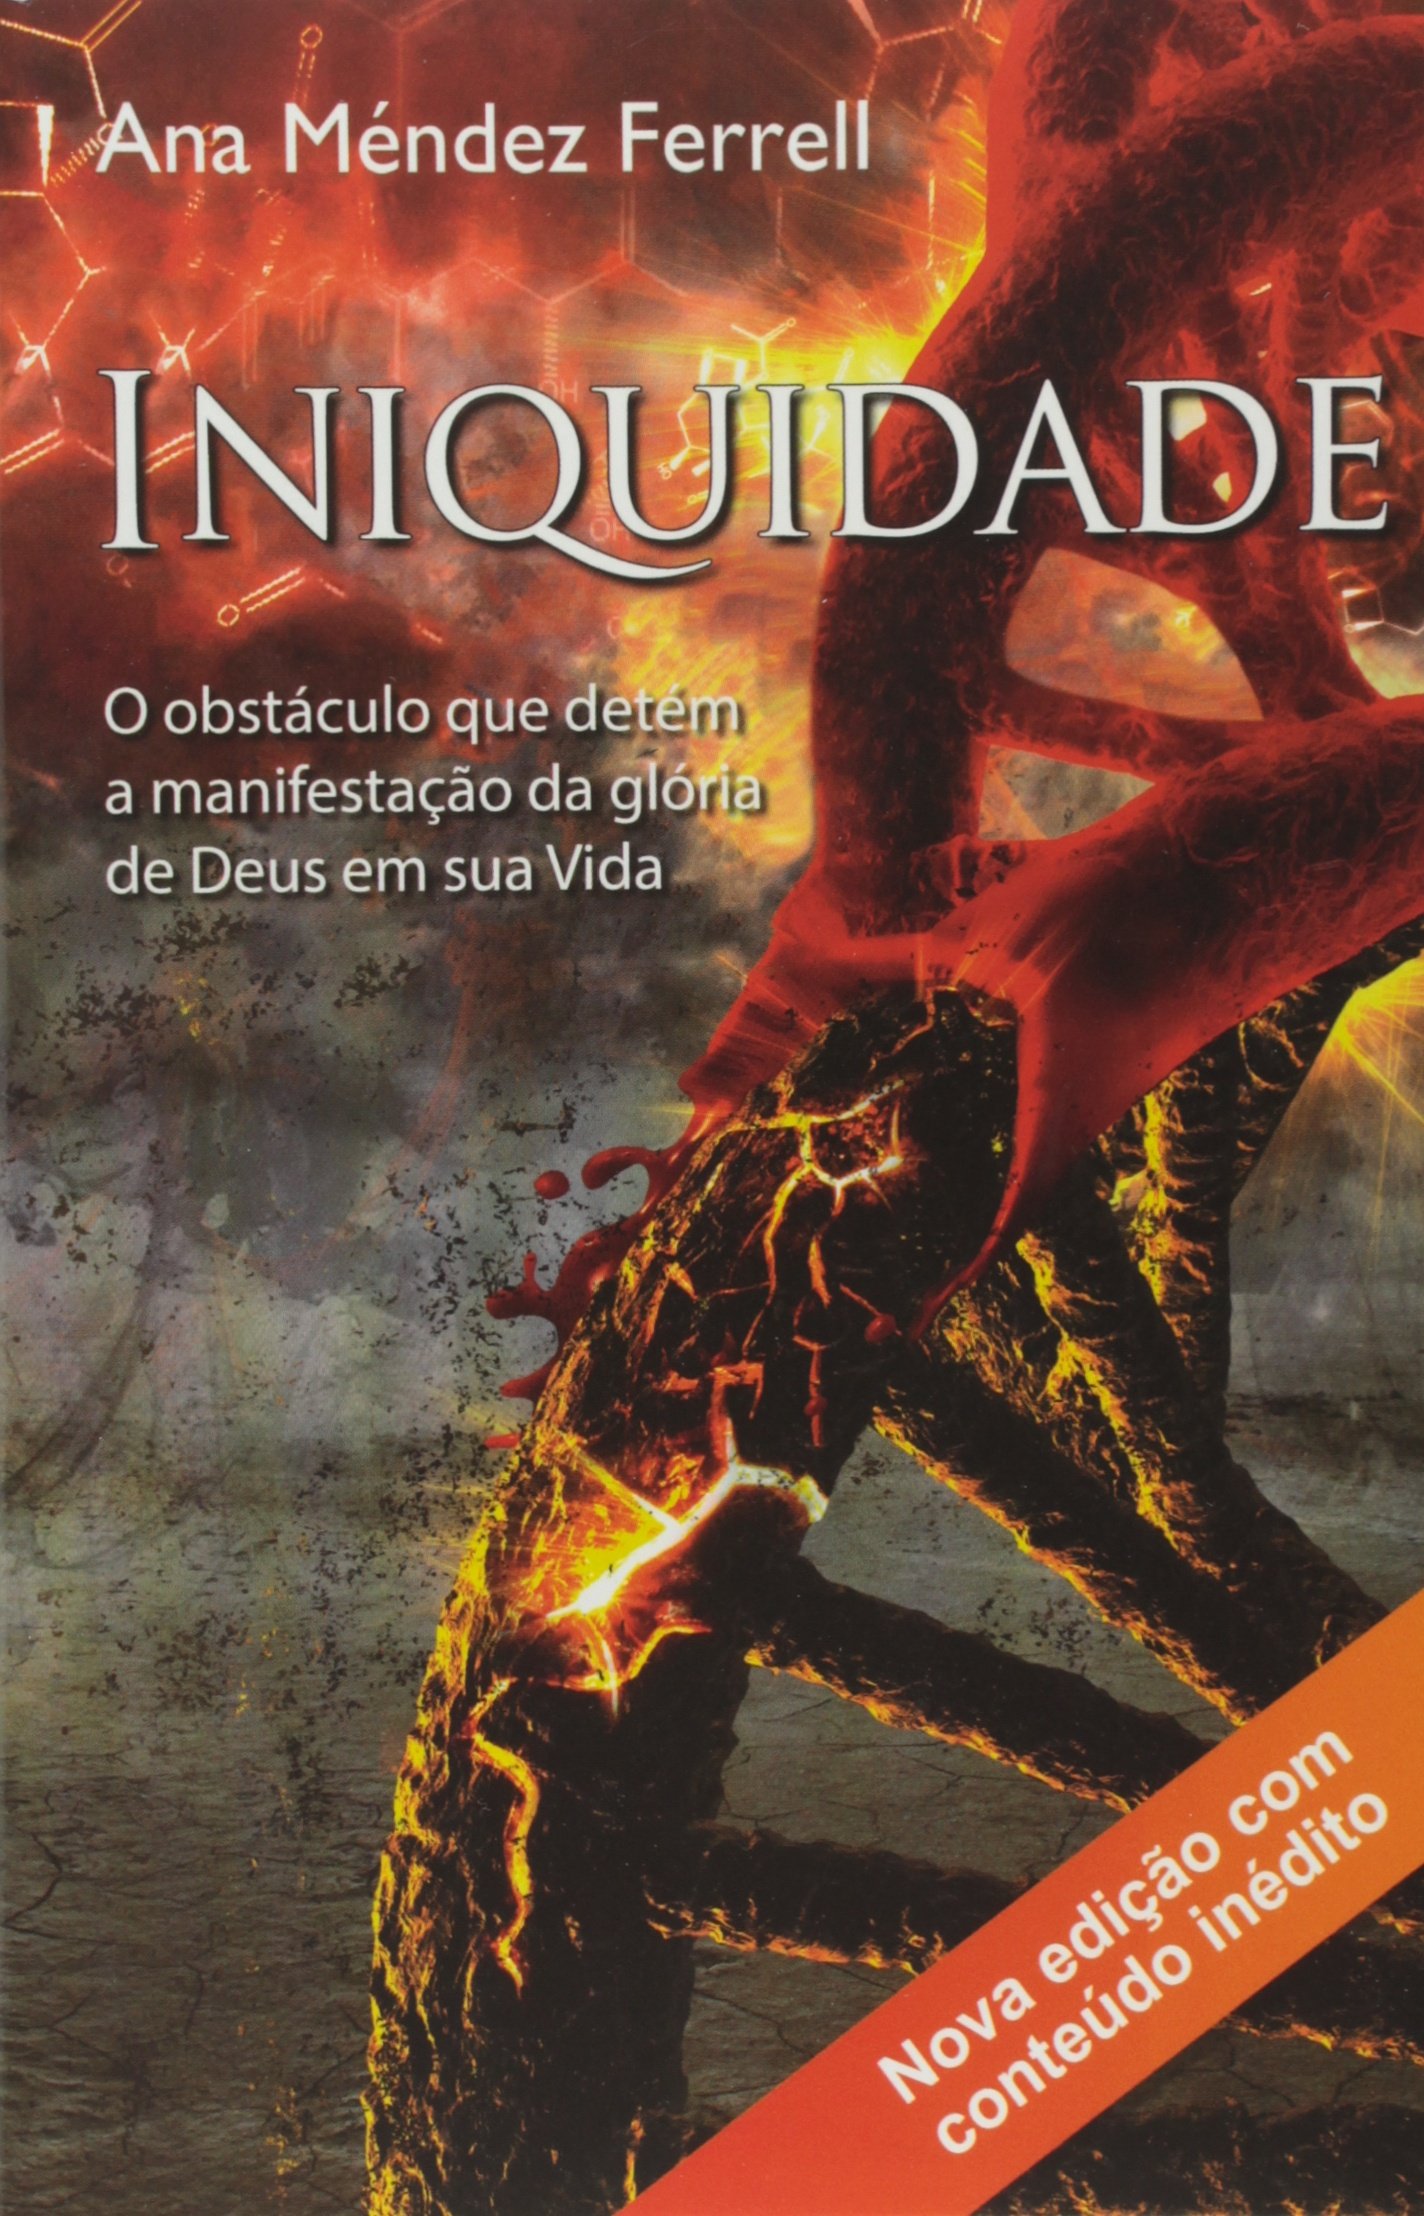 Ana Méndez Ferrell
INIQUIDADE
O obstáculo que detém
a manifestação da glória
de Deus em sua Vida
Nova edição com
conteúdo inédito